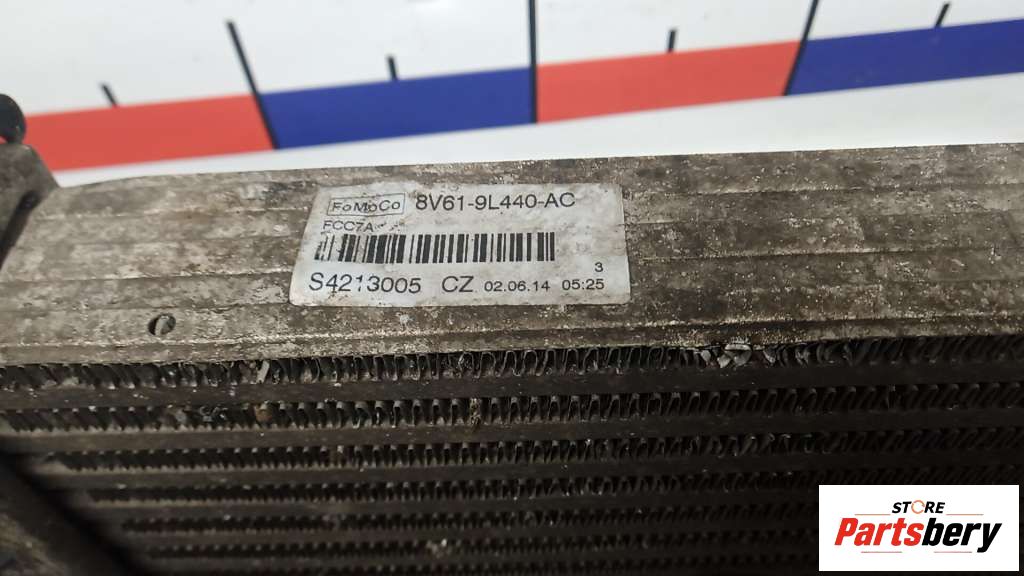 FoMoCo 8V61-9L440-AC
FCC7A
3
S4213005 CZ 02.06.14 05:25
STORE
Partsbery